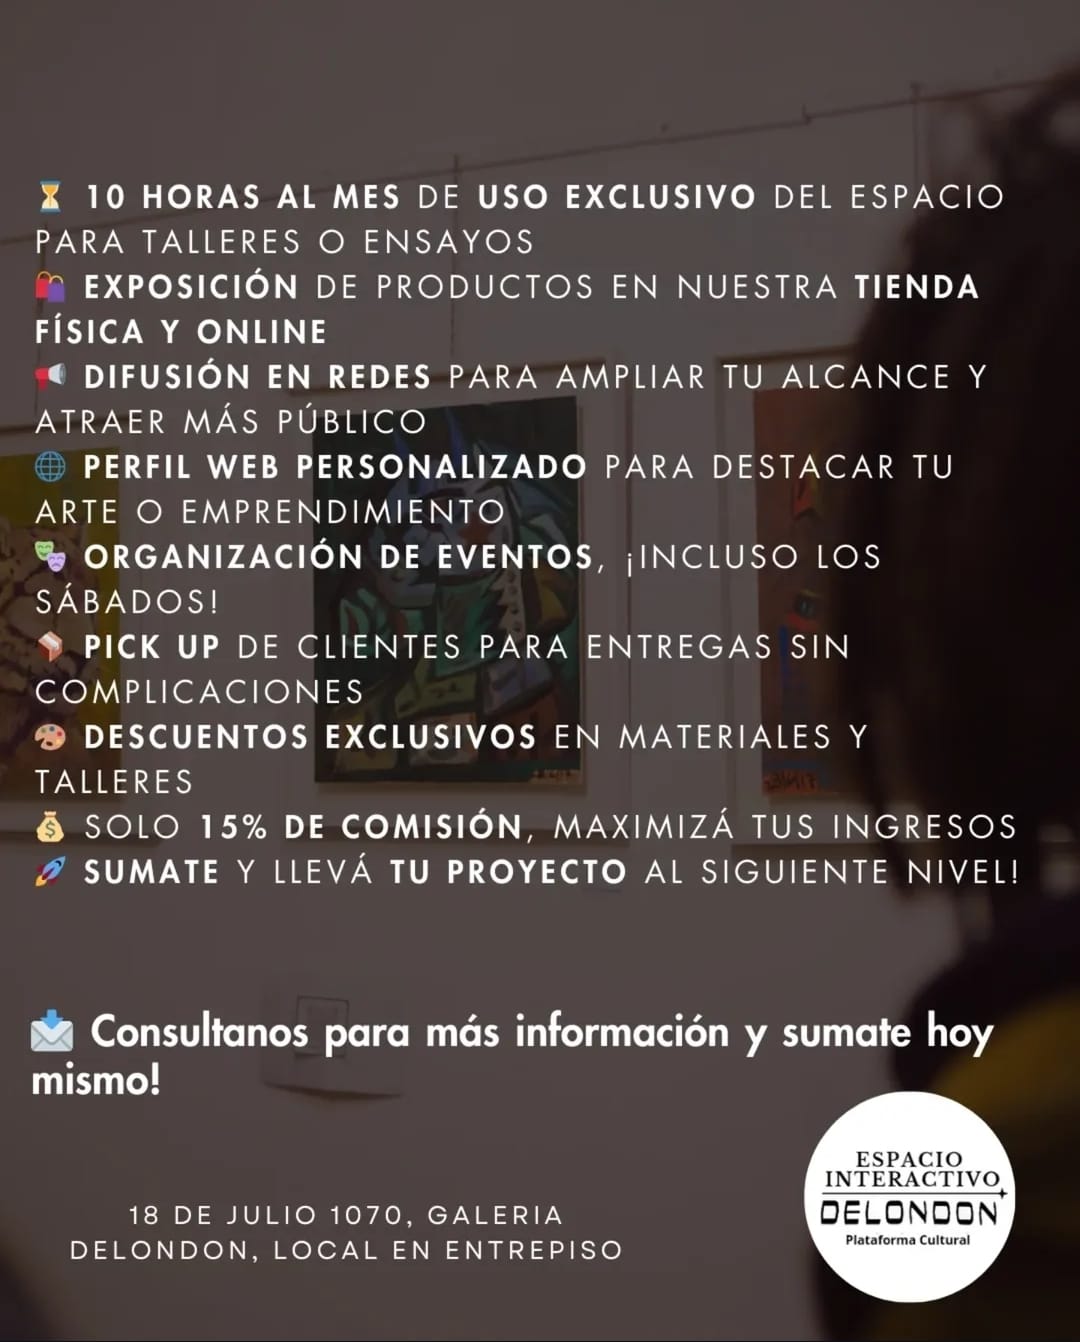 ⏳ 10 HORAS AL MES DE USO EXCLUSIVO DEL ESPACIO
PARA TALLERES O ENSAYOS
🛍️ EXPOSICIÓN DE PRODUCTOS EN NUESTRA TIENDA
FÍSICA Y ONLINE
📢 DIFUSIÓN EN REDES PARA AMPLIAR TU ALCANCE Y
ATRAER MÁS PÚBLICO
🌐 PERFIL WEB PERSONALIZADO PARA DESTACAR TU
ARTE O EMPRENDIMIENTO
🎭 ORGANIZACIÓN DE EVENTOS, ¡INCLUSO LOS
SÁBADOS!
📦 PICK UP DE CLIENTES PARA ENTREGAS SIN
COMPLICACIONES
🎨 DESCUENTOS EXCLUSIVOS EN MATERIALES Y
TALLERES
💰 SOLO 15% DE COMISIÓN, MAXIMIZÁ TUS INGRESOS
🚀 SUMATE Y LLEVÁ TU PROYECTO AL SIGUIENTE NIVEL!
📩 Consultanos para más información y sumate hoy
mismo!
18 DE JULIO 1070, GALERIA
DELONDON, LOCAL EN ENTREPISO
ESPACIO
INTERACTIVO
DELONDON
Plataforma Cultural